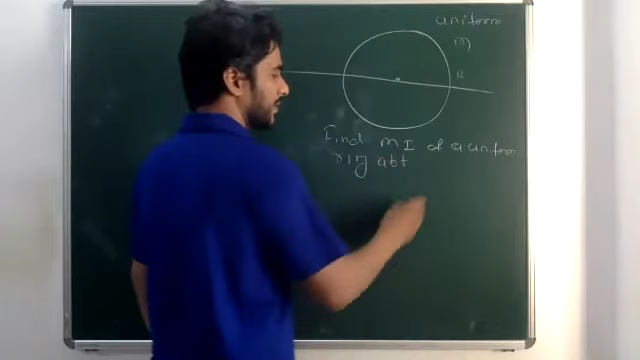 uniform
m
R
Find MI of a uniform
ring abt